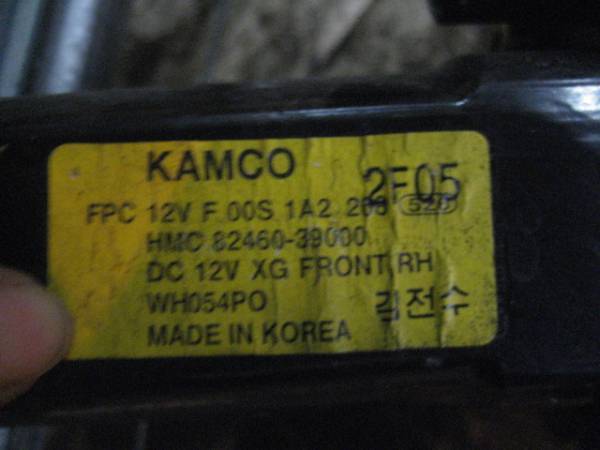 KAMCO 2F05
FPC 12V F 00S 1A2 206 528
HMC 82460-39000
DC 12V XG FRONT RH
WH054PO 김전수
MADE IN KOREA